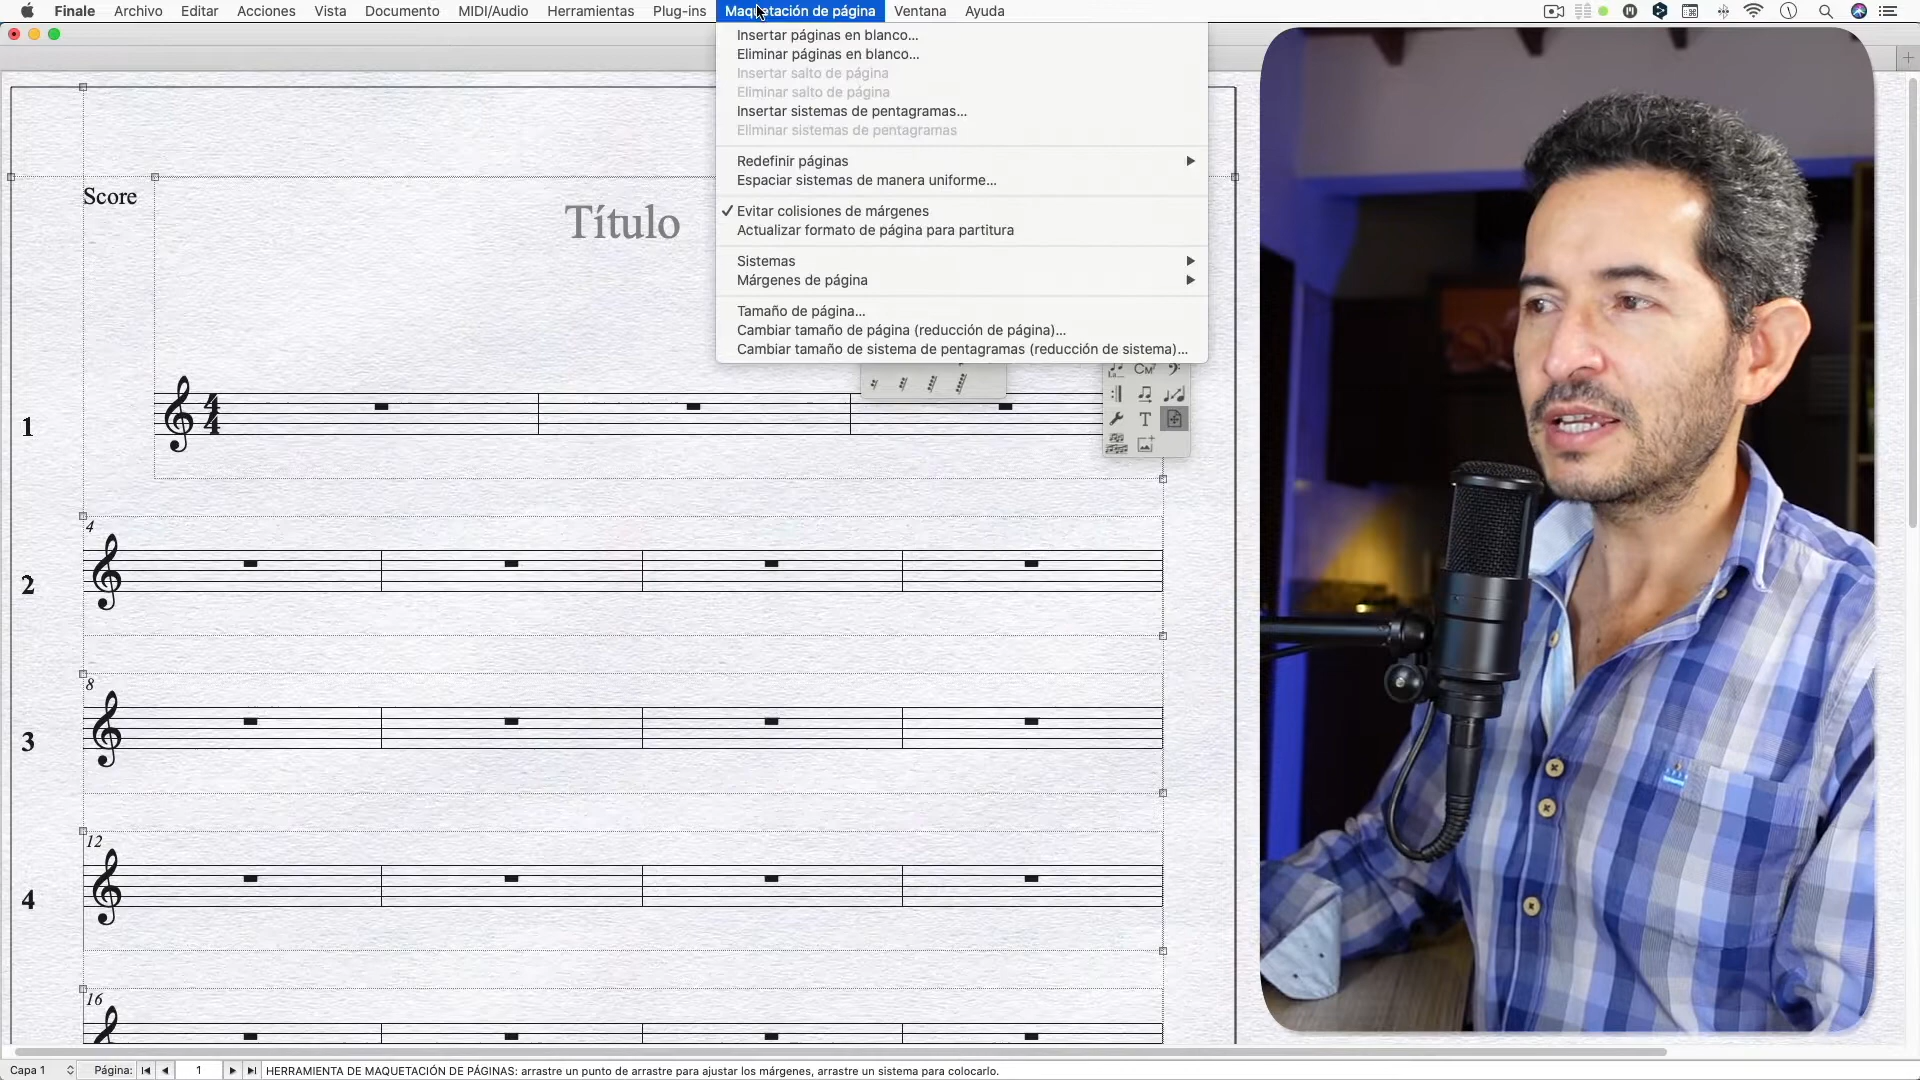 Finale Archivo Editar Acciones Vista Documento MIDI/Audio Herramientas Plug-ins Maquetación de página Ventana Ayuda
Insertar páginas en blanco...
Eliminar páginas en blanco...
Insertar salto de página
Eliminar salto de página
Insertar sistemas de pentagramas...
Eliminar sistemas de pentagramas
Redefinir páginas
Espaciar sistemas de manera uniforme...
Evitar colisiones de márgenes
Actualizar formato de página para partitura
Sistemas
Márgenes de página
Tamaño de página...
Cambiar tamaño de página (reducción de página)...
Cambiar tamaño de sistema de pentagramas (reducción de sistema)...
Score
Título
CM7
T
1
4
4
4
2
8
3
12
4
16
Capa 1 Página: 1 HERRAMIENTA DE MAQUETACIÓN DE PÁGINAS: arrastre un punto de arrastre para ajustar los márgenes, arrastre un sistema para colocarlo.